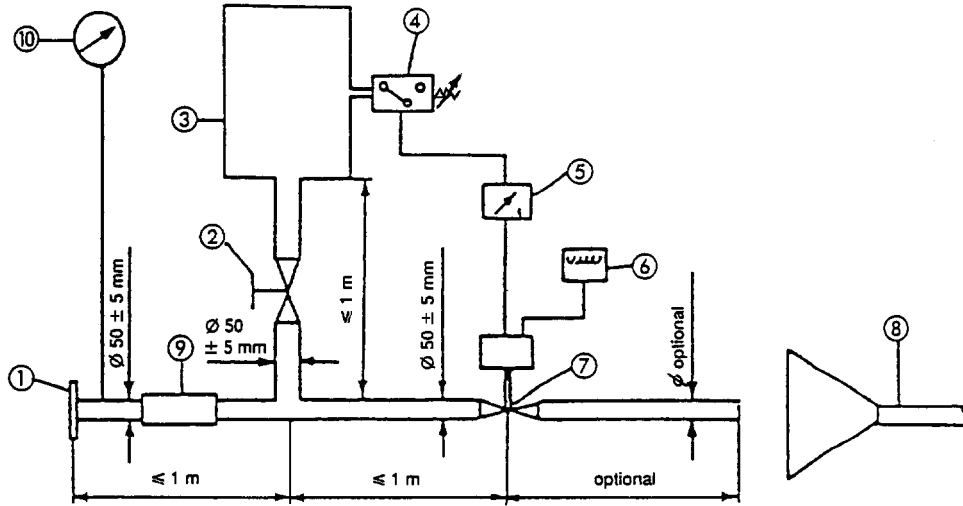 10
4
3
5
2
6
Ø 50 ± 5 mm
≤ 1 m
Ø 50
± 5 mm
Ø 50 ± 5 mm
Ø optional
9
7
8
1
≤ 1 m
≤ 1 m
optional